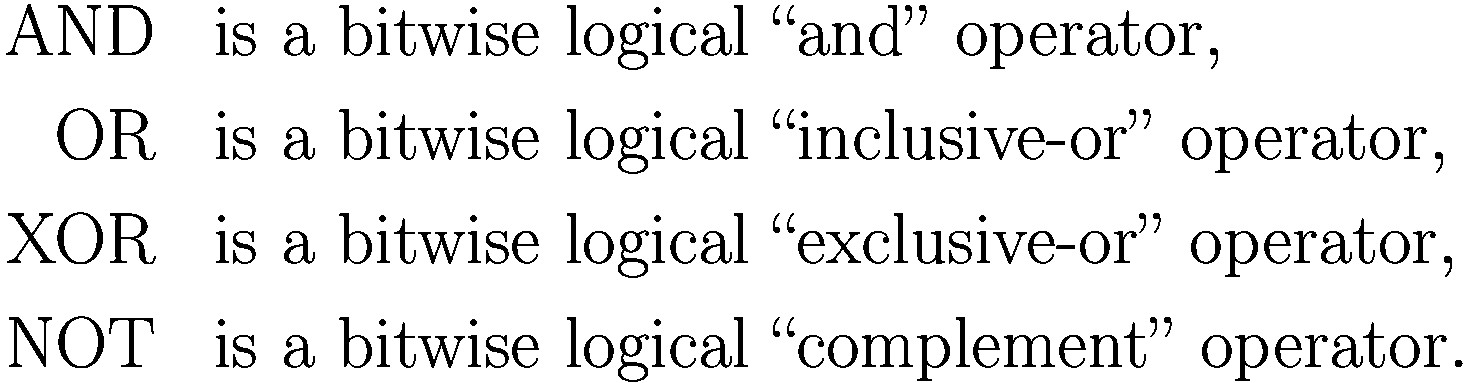 AND is a bitwise logical “and” operator,
OR is a bitwise logical “inclusive-or” operator,
XOR is a bitwise logical “exclusive-or” operator,
NOT is a bitwise logical “complement” operator.